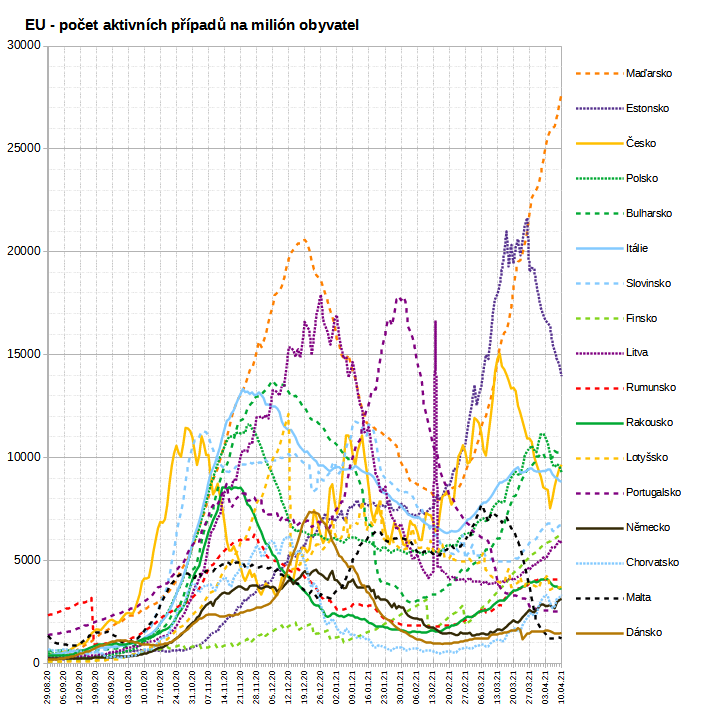 EU - počet aktivních případů na milión obyvatel
30000
25000
20000
15000
10000
5000
0
Maďarsko
Estonsko
Česko
Polsko
Bulharsko
Itálie
Slovinsko
Finsko
Litva
Rumunsko
Rakousko
Lotyšsko
Portugalsko
Německo
Chorvatsko
Malta
Dánsko
29.08.20
05.09.20
12.09.20
19.09.20
26.09.20
03.10.20
10.10.20
17.10.20
24.10.20
31.10.20
07.11.20
14.11.20
21.11.20
28.11.20
05.12.20
12.12.20
19.12.20
26.12.20
02.01.21
09.01.21
16.01.21
23.01.21
30.01.21
06.02.21
13.02.21
20.02.21
27.02.21
06.03.21
13.03.21
20.03.21
27.03.21
03.04.21
10.04.21